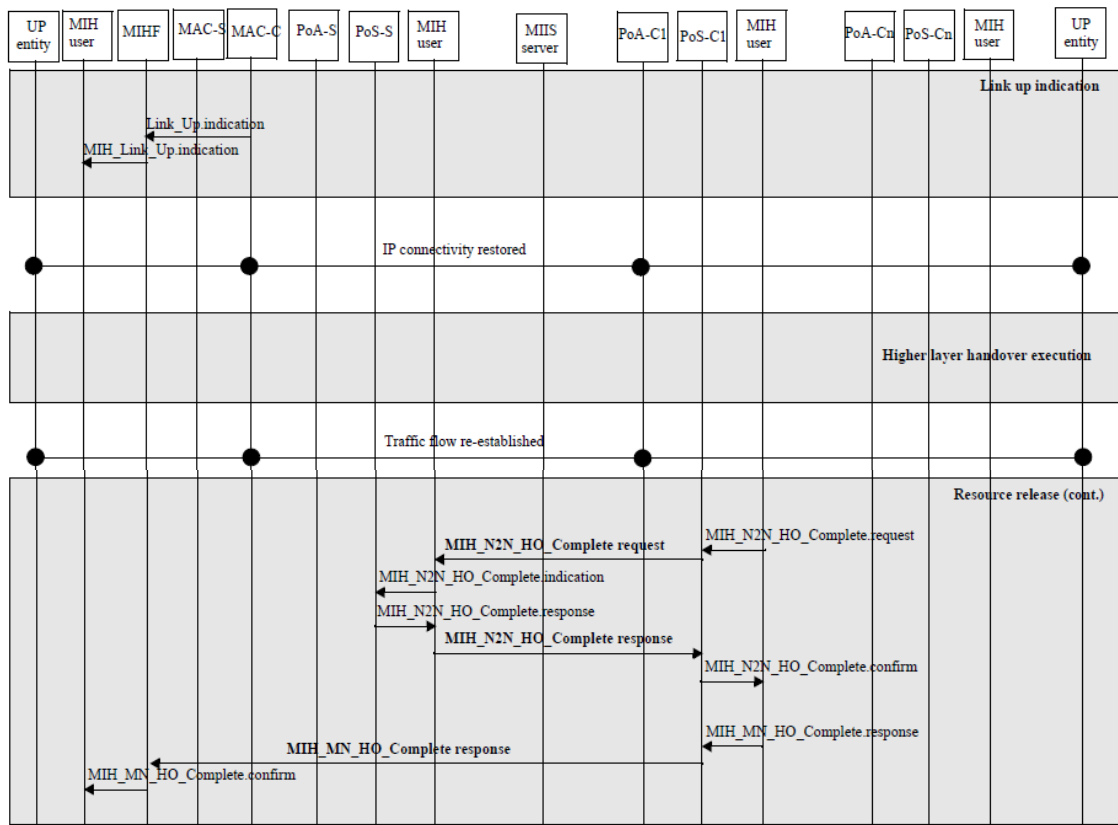 UP
entity
MIH
user
MIHF
MAC-S
MAC-C
PoA-S
PoS-S
MIH
user
MIIS
server
PoA-C1
PoS-C1
MIH
user
PoA-Cn
PoS-Cn
MIH
user
UP
entity
Link up indication
Link_Up.indication
MIH_Link_Up.indication
IP connectivity restored
Higher layer handover execution
Traffic flow re-established
Resource release (cont.)
MIH_N2N_HO_Complete.request
MIH_N2N_HO_Complete request
MIH_N2N_HO_Complete.indication
MIH_N2N_HO_Complete.response
MIH_N2N_HO_Complete response
MIH_N2N_HO_Complete.confirm
MIH_MN_HO_Complete.response
MIH_MN_HO_Complete response
MIH_MN_HO_Complete.confirm